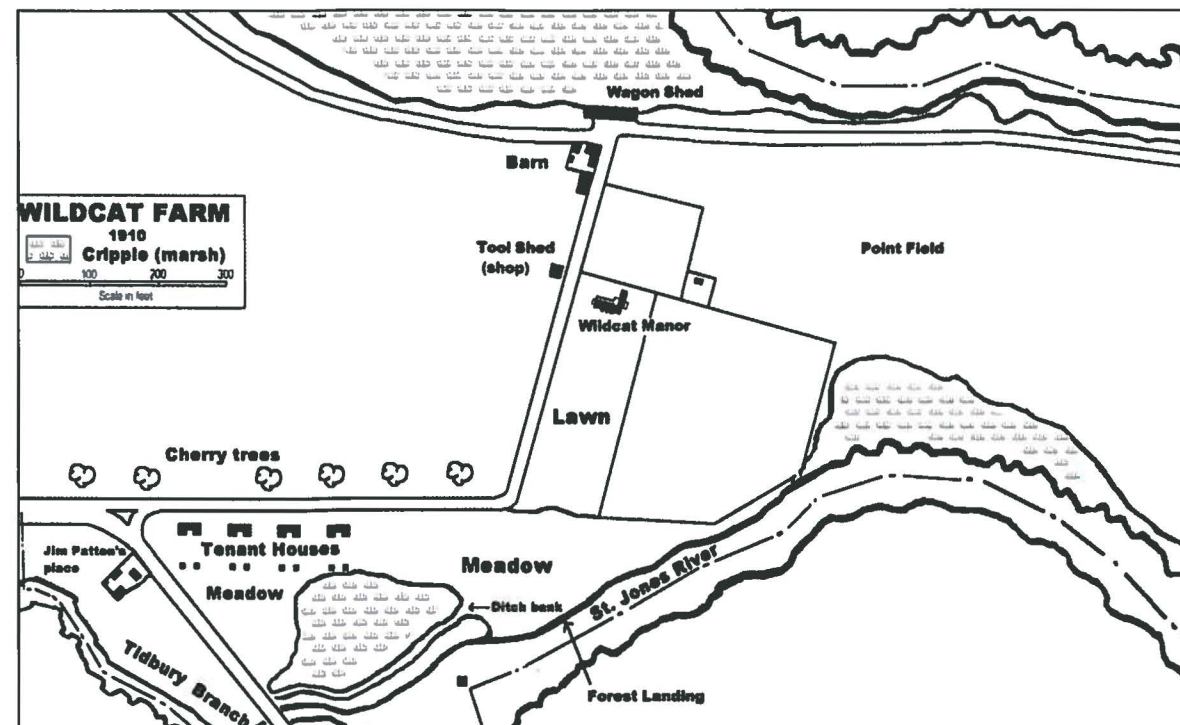 Wagon Shed
Barn
WILDCAT FARM
1910
Cripple (marsh)
0 100 200 300
Scale in feet
Tool Shed
(shop)
Point Field
Wildcat Manor
Lawn
Cherry trees
Jim Patten's
place
Tenant Houses
Meadow
Meadow
Ditch bank
St. Jones River
Tidbury Branch
Forest Landing